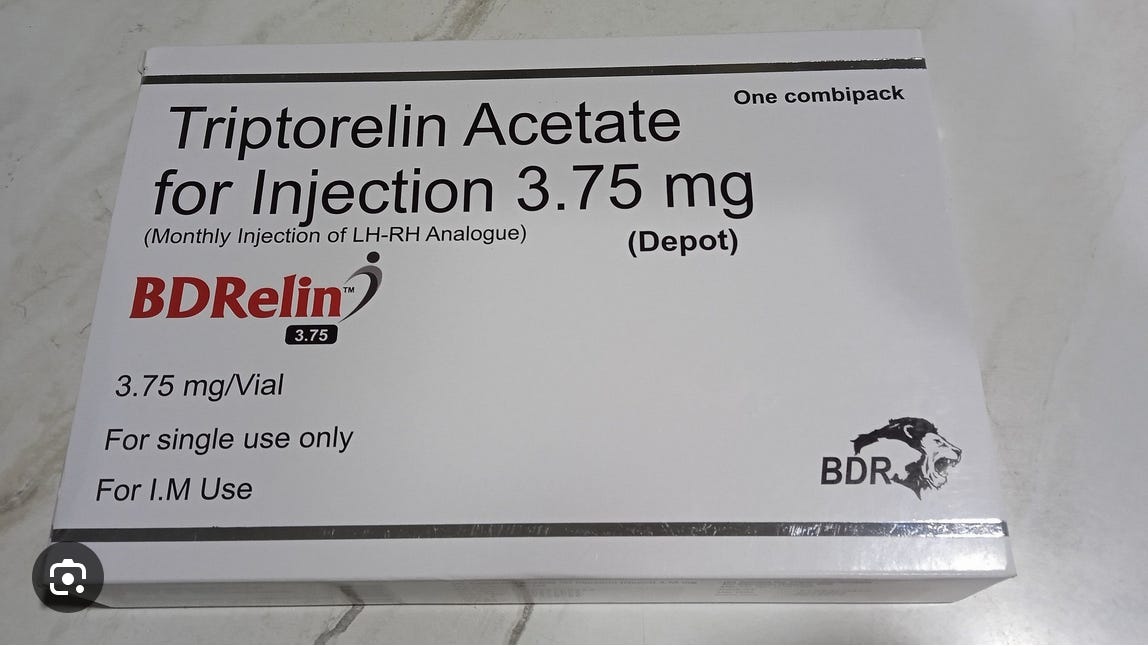 One combipack
Triptorelin Acetate
for Injection 3.75 mg
(Monthly Injection of LH-RH Analogue)
(Depot)
BDRelin™
3.75
3.75 mg/Vial
For single use only
For I.M Use
BDR